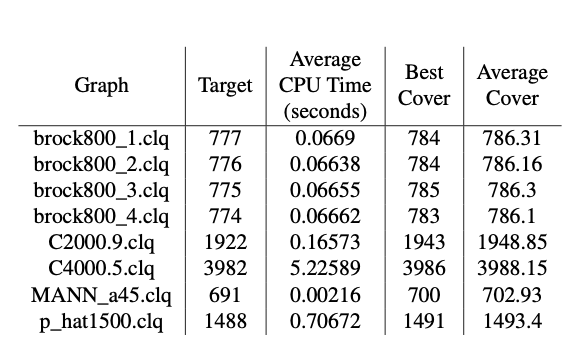 Graph Target Average CPU Time (seconds) Best Cover Average Cover
brock800_1.clq 777 0.0669 784 786.31
brock800_2.clq 776 0.06638 784 786.16
brock800_3.clq 775 0.06655 785 786.3
brock800_4.clq 774 0.06662 783 786.1
C2000.9.clq 1922 0.16573 1943 1948.85
C4000.5.clq 3982 5.22589 3986 3988.15
MANN_a45.clq 691 0.00216 700 702.93
p_hat1500.clq 1488 0.70672 1491 1493.4